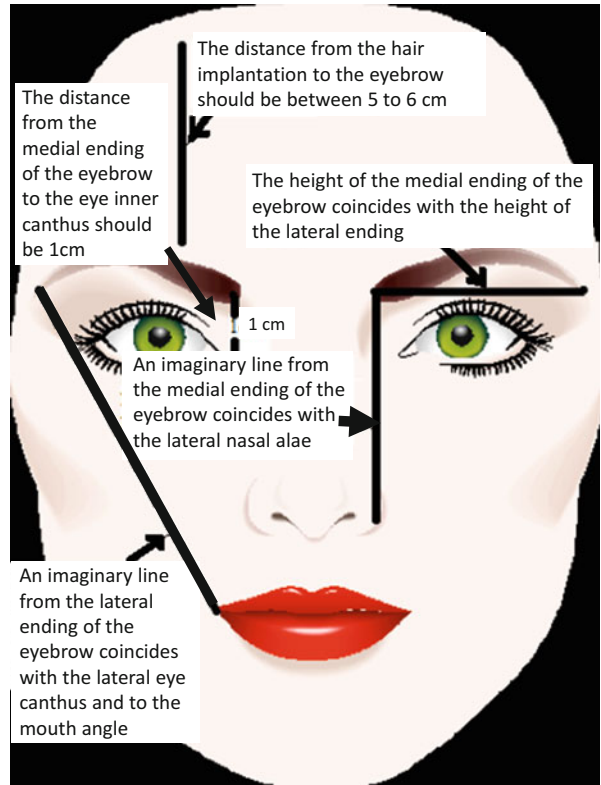 The distance from the hair
implantation to the eyebrow
should be between 5 to 6 cm
The distance
from the
medial ending
of the eyebrow
to the eye inner
canthus should
be 1cm
The height of the medial ending of the
eyebrow coincides with the height of
the lateral ending
1 cm
An imaginary line from
the medial ending of the
eyebrow coincides with
the lateral nasal alae
An imaginary line
from the lateral
ending of the
eyebrow coincides
with the lateral eye
canthus and to the
mouth angle